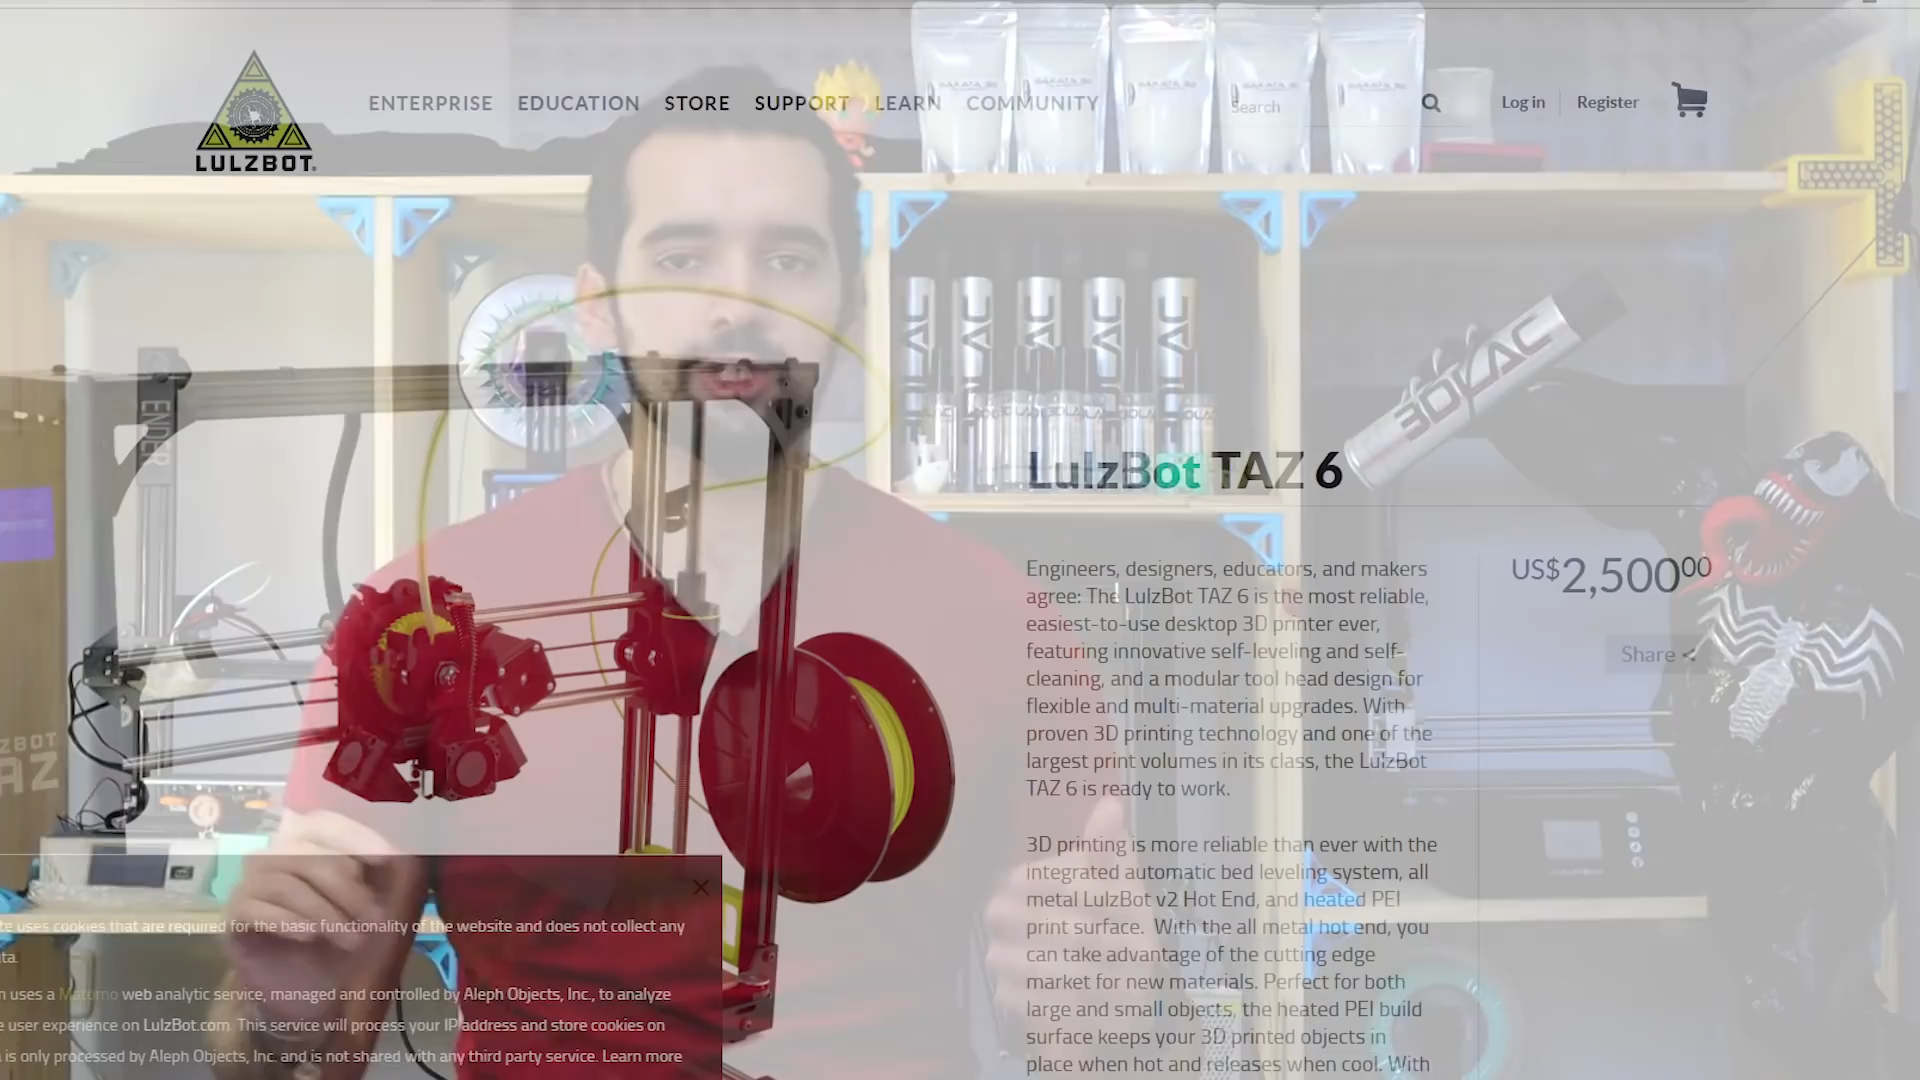 ENTERPRISE EDUCATION STORE SUPPORT LEARN COMMUNITY
Search
Log in
Register
LULZBOT
ENDER
3DLAC
LulzBot TAZ 6
US$2,500.00
Share
Engineers, designers, educators, and makers
agree: The LulzBot TAZ 6 is the most reliable,
easiest-to-use desktop 3D printer ever,
featuring innovative self-leveling and self-
cleaning, and a modular tool head design for
flexible and multi-material upgrades. With
proven 3D printing technology and one of the
largest print volumes in its class, the LulzBot
TAZ 6 is ready to work.
3D printing is more reliable than ever with the
integrated automatic bed leveling system, all
metal LulzBot v2 Hot End, and heated PEI
print surface. With the all metal hot end, you
can take advantage of the cutting edge
market for new materials. Perfect for both
large and small objects, the heated PEI build
surface keeps your 3D printed objects in
place when hot and releases when cool. With
ZBOT
AZ
te uses cookies that are required for the basic functionality of the website and does not collect any
ta.
n uses a Matomo web analytic service, managed and controlled by Aleph Objects, Inc., to analyze
e user experience on LulzBot.com. This service will process your IP address and store cookies on
is only processed by Aleph Objects, Inc. and is not shared with any third party service. Learn more